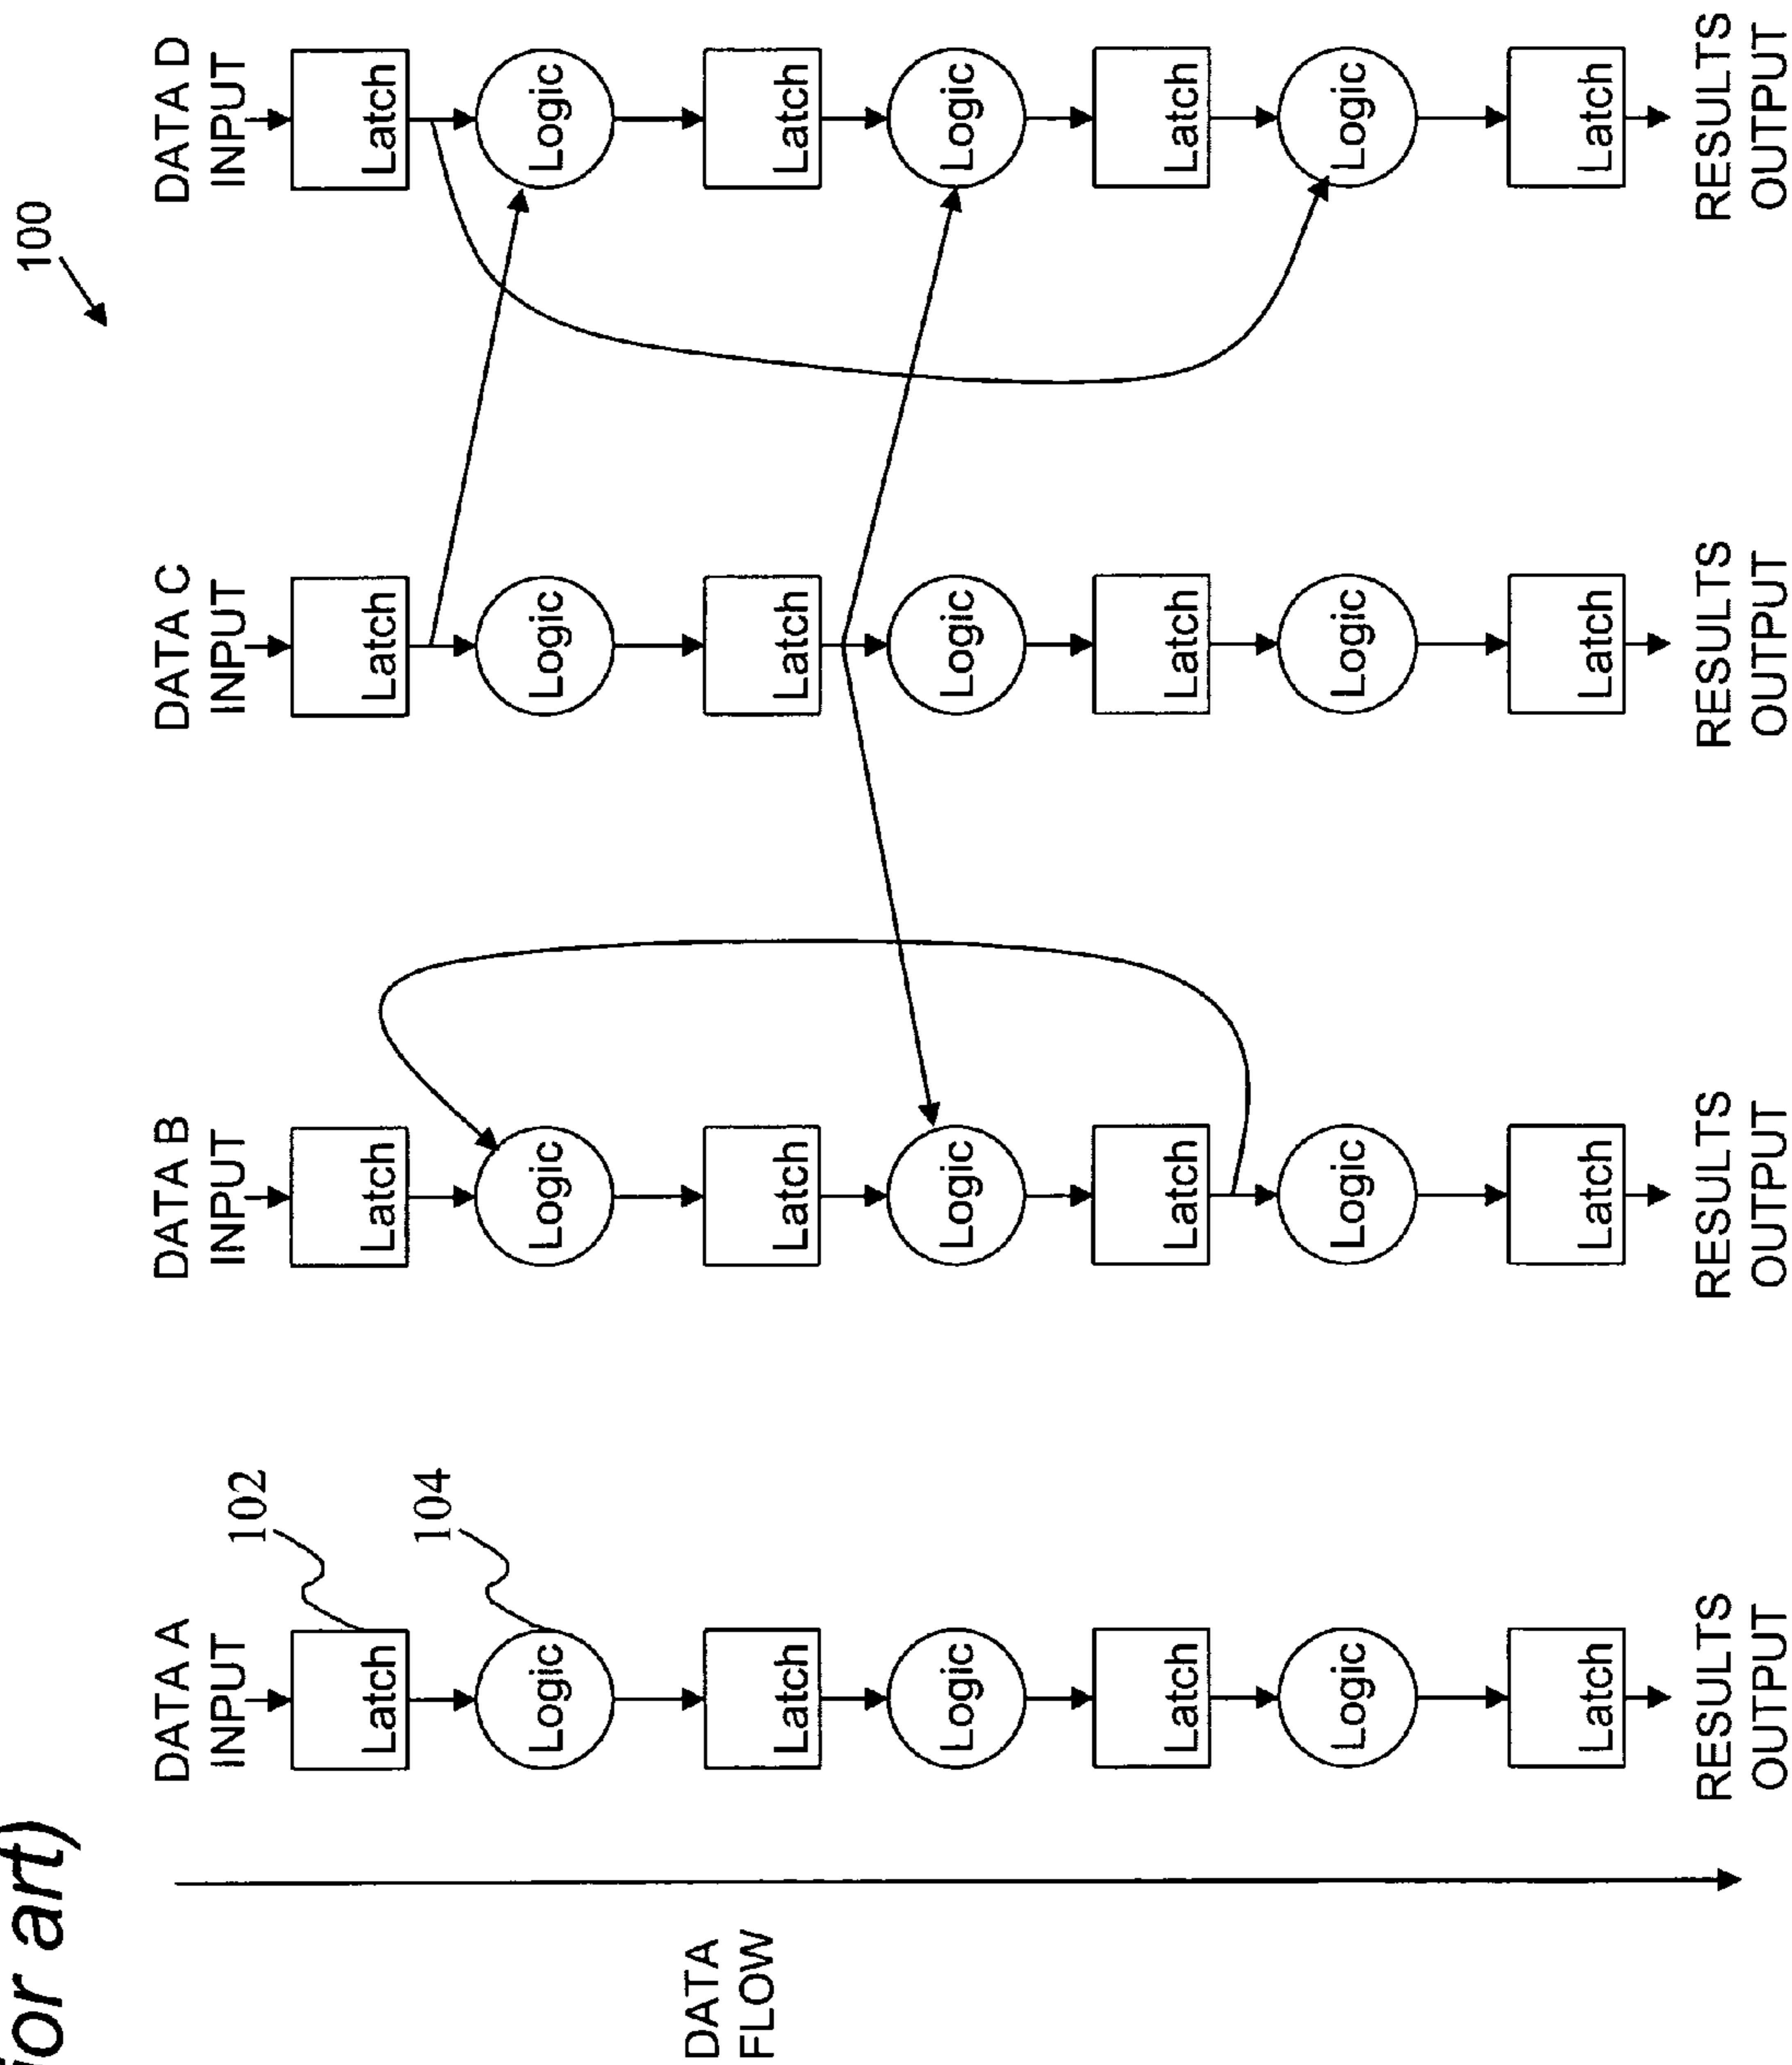 ior art)
100
DATA A
INPUT
DATA B
INPUT
DATA C
INPUT
DATA D
INPUT
102
Latch
Latch
Latch
Latch
104
Logic
Logic
Logic
Logic
DATA
FLOW
Latch
Latch
Latch
Latch
Logic
Logic
Logic
Logic
Latch
Latch
Latch
Latch
Logic
Logic
Logic
Logic
Latch
Latch
Latch
Latch
RESULTS
OUTPUT
RESULTS
OUTPUT
RESULTS
OUTPUT
RESULTS
OUTPUT